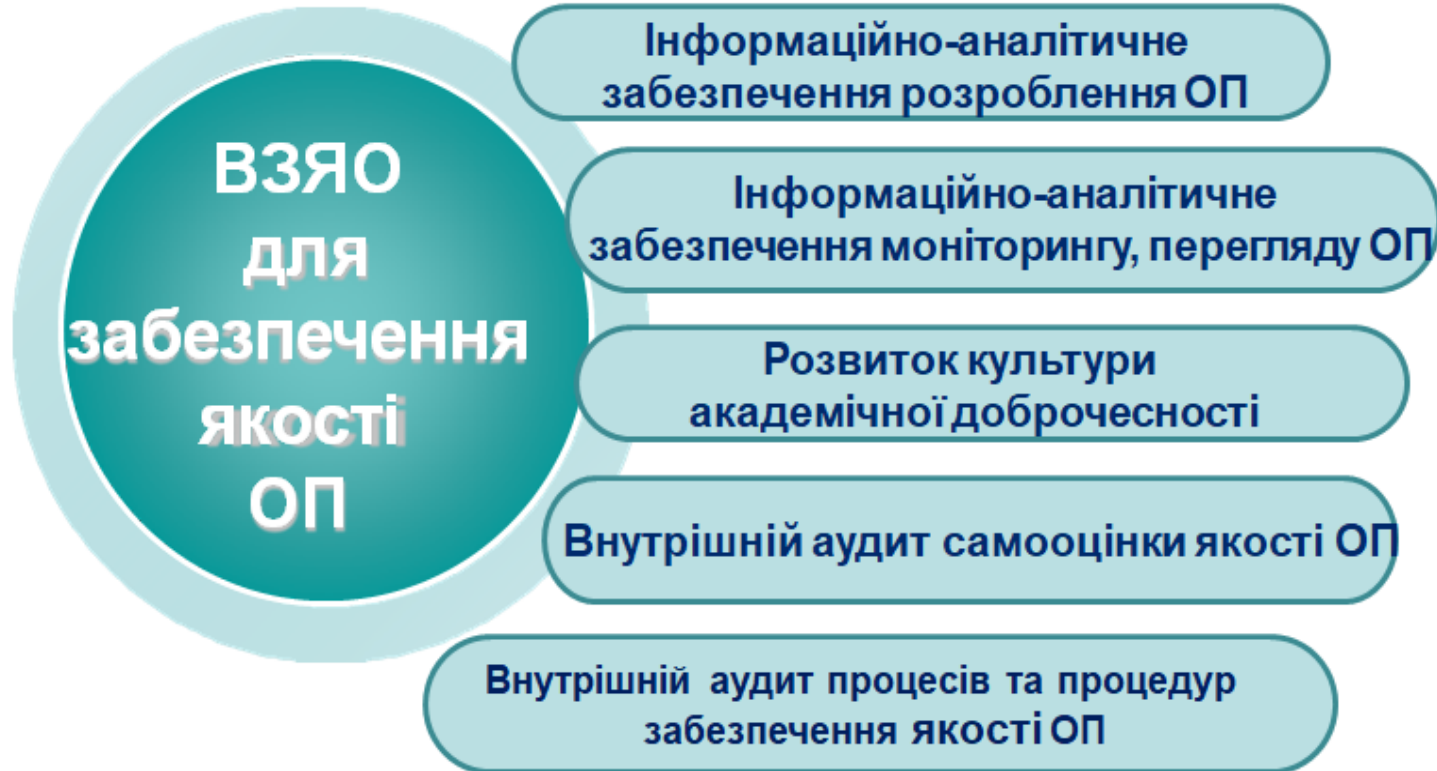 ВЗЯО
для
забезпечення
якості
ОП
Інформаційно-аналітичне
забезпечення розроблення ОП
Інформаційно-аналітичне
забезпечення моніторингу, перегляду ОП
Розвиток культури
академічної доброчесності
Внутрішній аудит самооцінки якості ОП
Внутрішній аудит процесів та процедур
забезпечення якості ОП